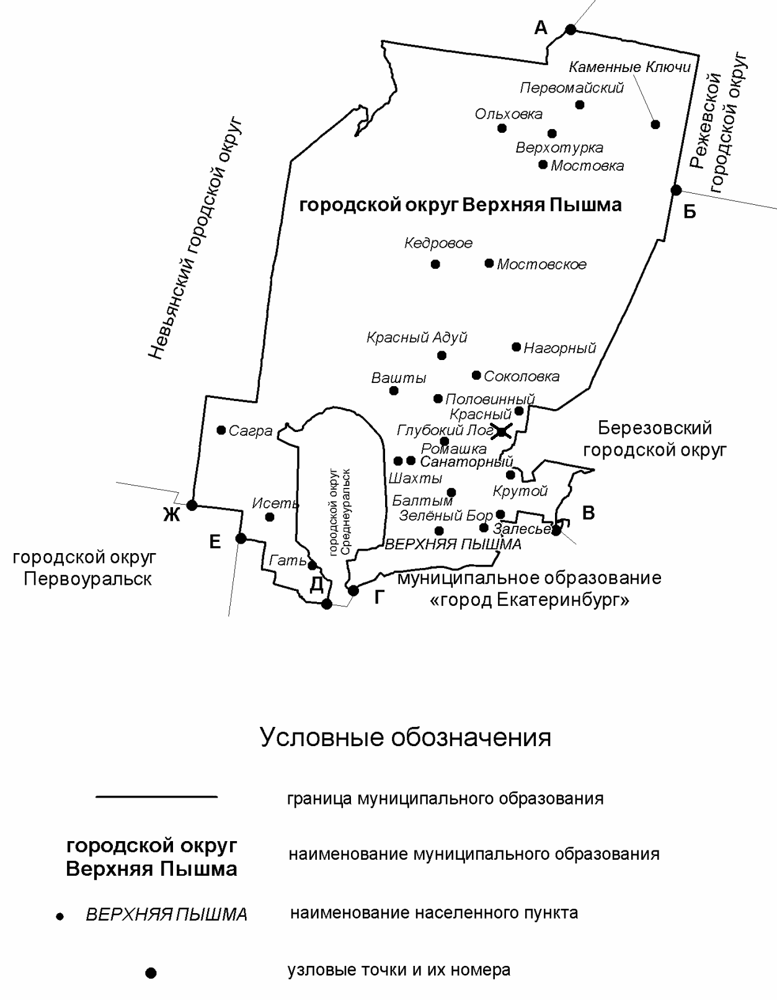 А
Каменные Ключи
Первомайский
Ольховка
Верхотурка
Мостовка
Режевской
городской округ
Невьянский городской округ
городской округ Верхняя Пышма
Б
Кедровое
Мостовское
Красный Адуй
Нагорный
Соколовка
Вашты
Половинный
Красный
Сагра
Глубокий Лог
Березовский
городской округ
Ромашка
Санаторный
Шахты
городской округ
Среднеуральск
Крутой
Исеть
Балтым
Ж
В
Зелёный Бор
Залесье
Е
ВЕРХНЯЯ ПЫШМА
городской округ
Первоуральск
Гать
Д
Г
муниципальное образование
«город Екатеринбург»
Условные обозначения
граница муниципального образования
городской округ
Верхняя Пышма
наименование муниципального образования
ВЕРХНЯЯ ПЫШМА
наименование населенного пункта
узловые точки и их номера